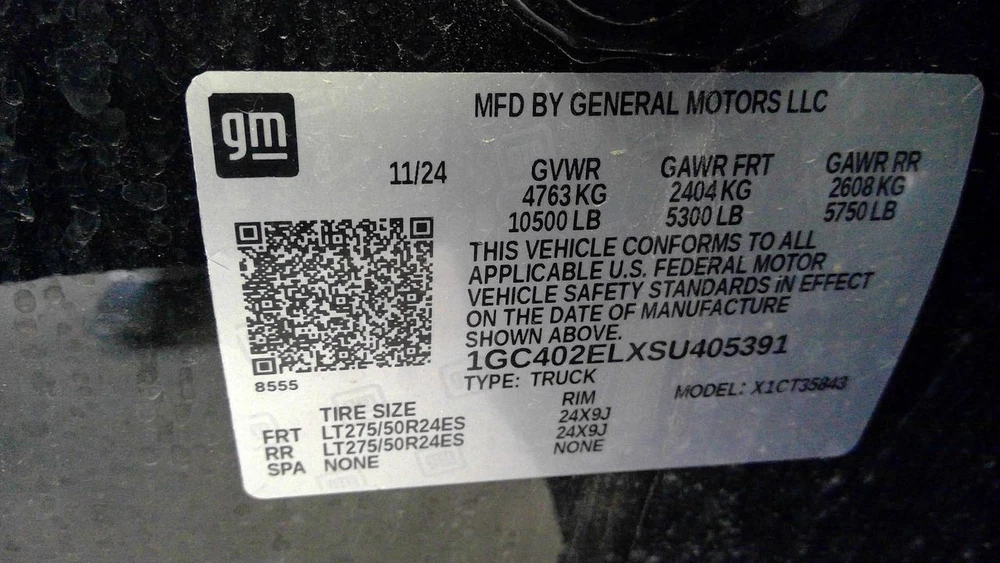 gm
MFD BY GENERAL MOTORS LLC
11/24
GVWR GAWR FRT GAWR RR
4763 KG 2404 KG 2608 KG
10500 LB 5300 LB 5750 LB
THIS VEHICLE CONFORMS TO ALL
APPLICABLE U.S. FEDERAL MOTOR
VEHICLE SAFETY STANDARDS iN EFFECT
ON THE DATE OF MANUFACTURE
SHOWN ABOVE.
1GC402ELXSU405391
8555
TYPE: TRUCK MODEL: X1CT35843
TIRE SIZE RIM
FRT LT275/50R24ES 24X9J
RR LT275/50R24ES 24X9J
SPA NONE NONE